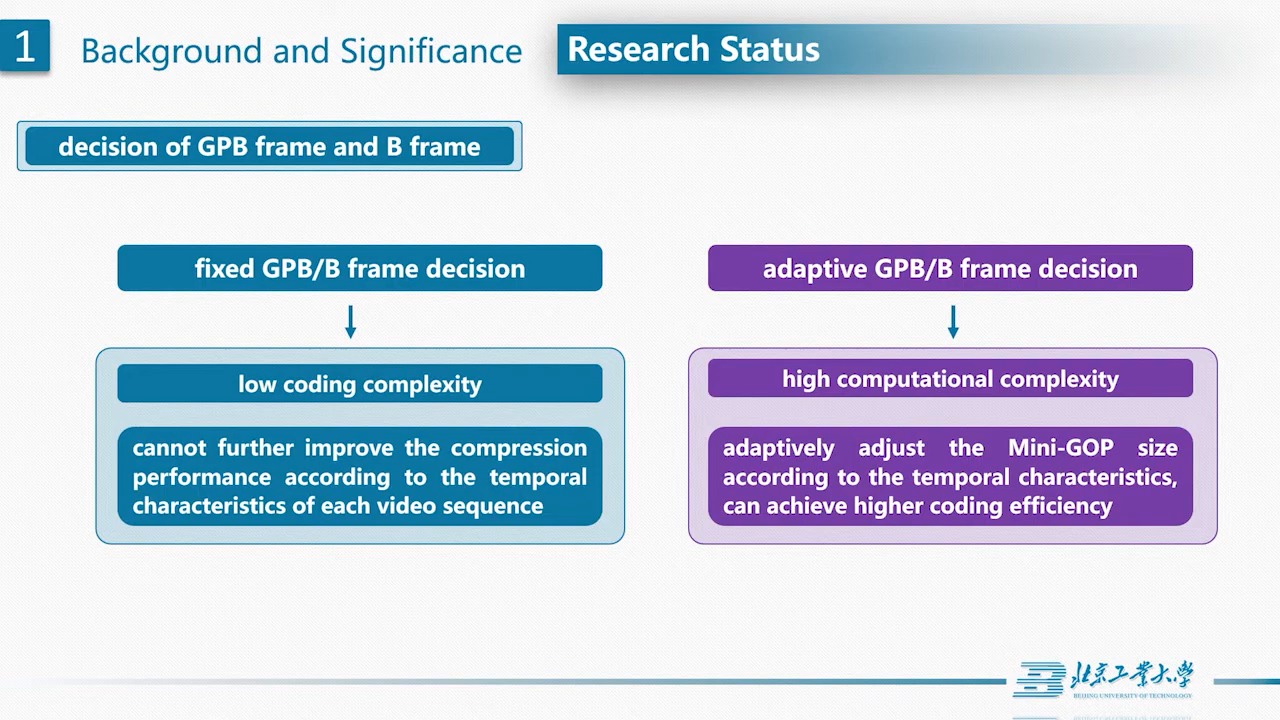 1
Background and Significance
Research Status
decision of GPB frame and B frame
fixed GPB/B frame decision
low coding complexity
cannot further improve the compression
performance according to the temporal
characteristics of each video sequence
adaptive GPB/B frame decision
high computational complexity
adaptively adjust the Mini-GOP size
according to the temporal characteristics,
can achieve higher coding efficiency
北京工业大学
BEIJING UNIVERSITY OF TECHNOLOGY